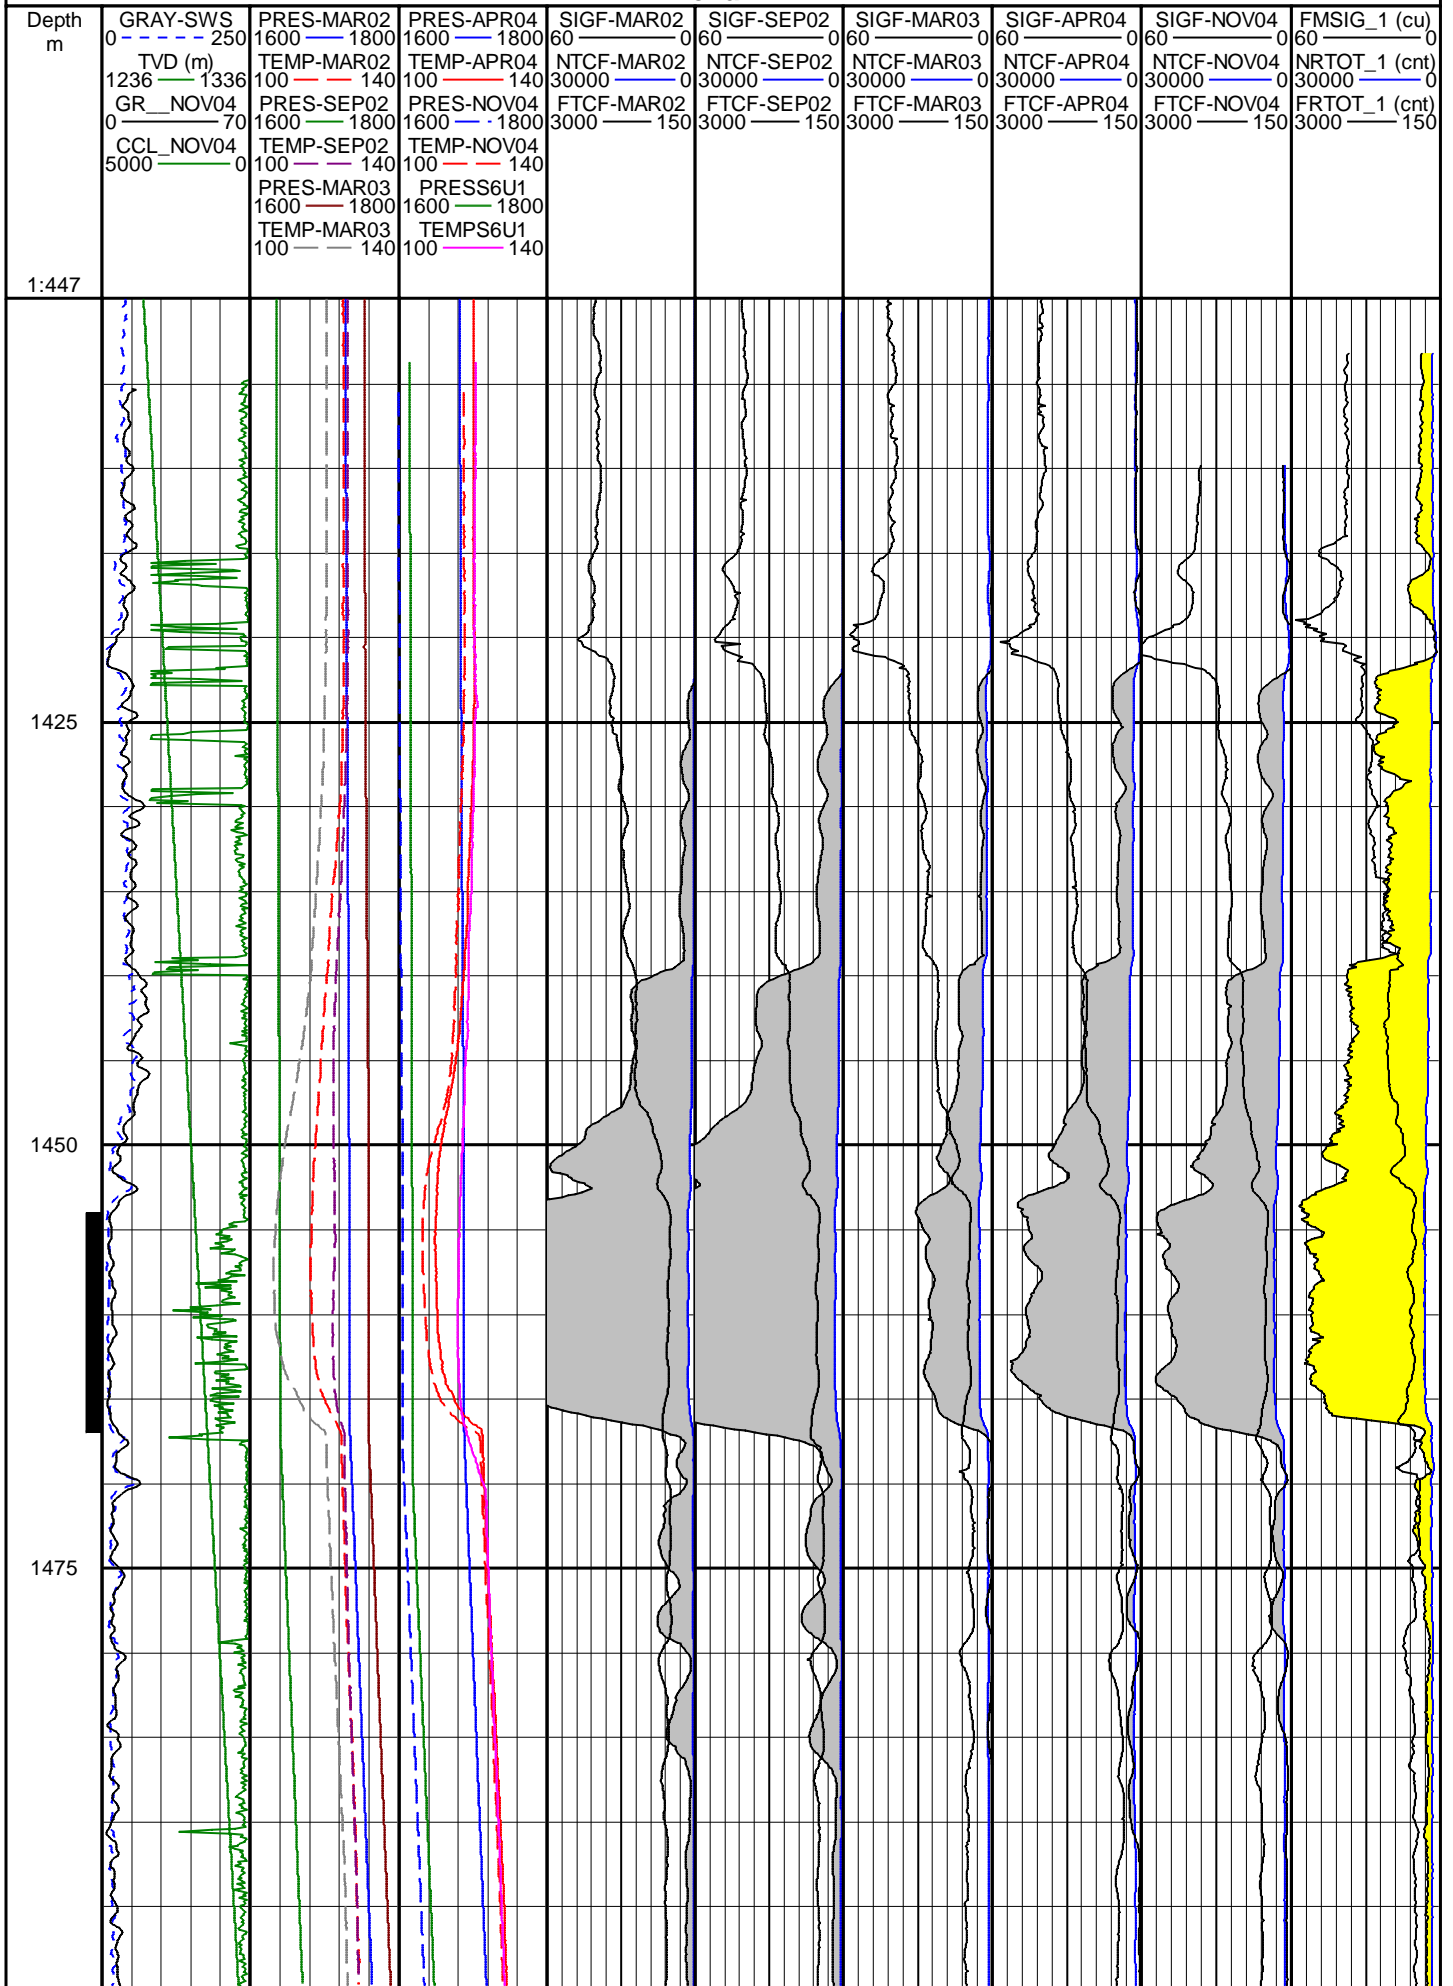 Depth
m
1:447
GRAY-SWS
0 250
TVD (m)
1236 1336
GR__NOV04
0 70
CCL_NOV04
5000 0
PRES-MAR02
1600 1800
TEMP-MAR02
100 140
PRES-SEP02
1600 1800
TEMP-SEP02
100 140
PRES-MAR03
1600 1800
TEMP-MAR03
100 140
PRES-APR04
1600 1800
TEMP-APR04
100 140
PRES-NOV04
1600 1800
TEMP-NOV04
100 140
PRESS6U1
1600 1800
TEMPS6U1
100 140
SIGF-MAR02
60 0
NTCF-MAR02
30000 0
FTCF-MAR02
3000 150
SIGF-SEP02
60 0
NTCF-SEP02
30000 0
FTCF-SEP02
3000 150
SIGF-MAR03
60 0
NTCF-MAR03
30000 0
FTCF-MAR03
3000 150
SIGF-APR04
60 0
NTCF-APR04
30000 0
FTCF-APR04
3000 150
SIGF-NOV04
60 0
NTCF-NOV04
30000 0
FTCF-NOV04
3000 150
FMSIG_1 (cu)
60 0
NRTOT_1 (cnt)
30000 0
FRTOT_1 (cnt)
3000 150
1425
1450
1475